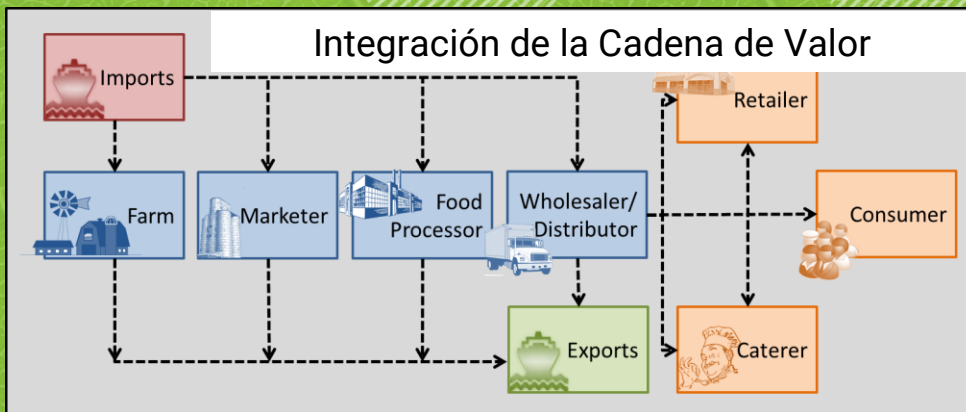 Integración de la Cadena de Valor
Imports
Retailer
Farm
Marketer
Food
Processor
Wholesaler/
Distributor
Consumer
Exports
Caterer